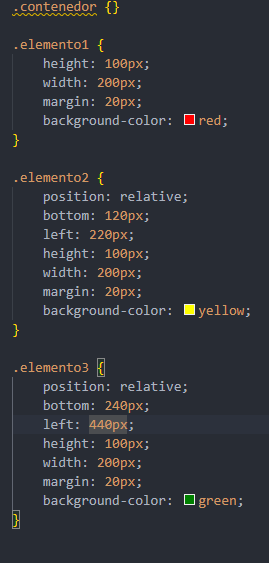 .contenedor {}
.elemento1 {
height: 100px;
width: 200px;
margin: 20px;
background-color: red;
}
.elemento2 {
position: relative;
bottom: 120px;
left: 220px;
height: 100px;
width: 200px;
margin: 20px;
background-color: yellow;
}
.elemento3 {
position: relative;
bottom: 240px;
left: 440px;
height: 100px;
width: 200px;
margin: 20px;
background-color: green;
}